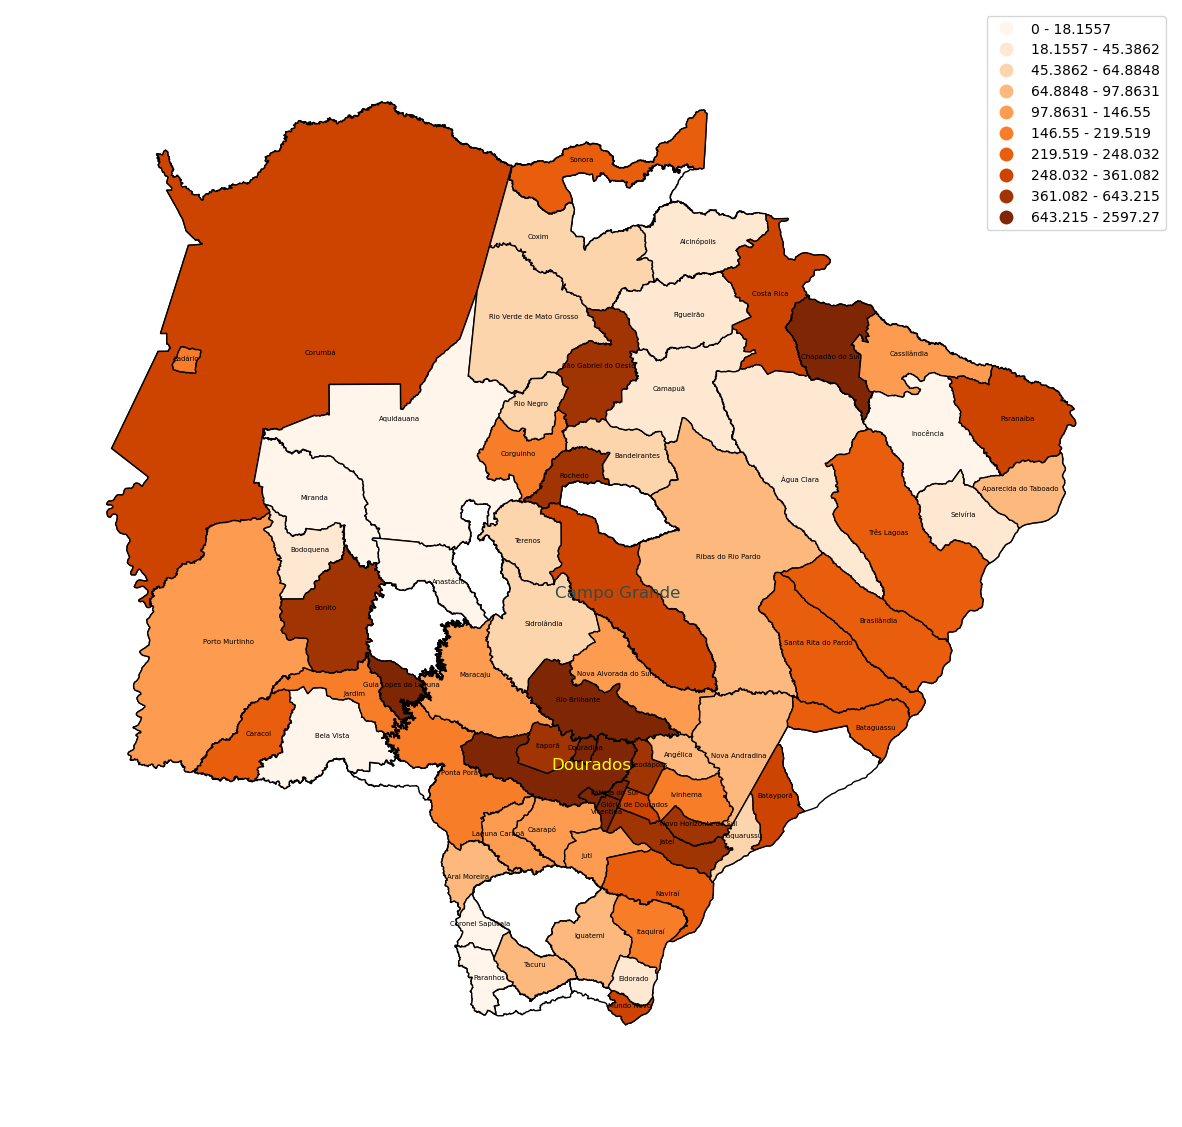 0 - 18.1557
18.1557 - 45.3862
45.3862 - 64.8848
64.8848 - 97.8631
97.8631 - 146.55
146.55 - 219.519
219.519 - 248.032
248.032 - 361.082
361.082 - 643.215
643.215 - 2597.27
Sonora
Coxim
Alcinópolis
Costa Rica
Rio Verde de Mato Grosso
Figueirão
Corumbá
Ladário
Chapadão do Sul
Cassilândia
São Gabriel do Oeste
Camapuã
Rio Negro
Aquidauana
Paranaíba
Inocência
Corguinho
Bandeirantes
Rochedo
Água Clara
Aparecida do Taboado
Miranda
Selvíria
Três Lagoas
Terenos
Bodoquena
Ribas do Rio Pardo
Anastácio
Campo Grande
Bonito
Brasilândia
Sidrolândia
Porto Murtinho
Santa Rita do Pardo
Maracaju
Nova Alvorada do Sul
Guia Lopes da Laguna
Jardim
Rio Brilhante
Bataguassu
Caracol
Bela Vista
Itaporã
Douradina
Angélica
Nova Andradina
Dourados
Deodápolis
Ponta Porã
Fátima do Sul
Ivinhema
Batayporã
Glória de Dourados
Vicentina
Novo Horizonte do Sul
Laguna Carapã
Caarapó
Taquarussu
Jateí
Juti
Aral Moreira
Naviraí
Coronel Sapucaia
Itaquiraí
Iguatemi
Tacuru
Paranhos
Eldorado
Mundo Novo